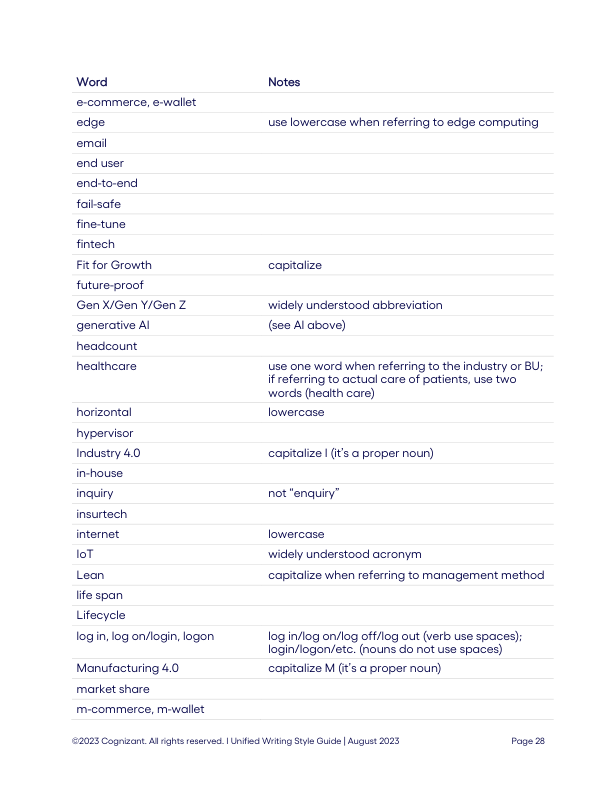 Word Notes
e-commerce, e-wallet
edge use lowercase when referring to edge computing
email
end user
end-to-end
fail-safe
fine-tune
fintech
Fit for Growth capitalize
future-proof
Gen X/Gen Y/Gen Z widely understood abbreviation
generative AI (see AI above)
headcount
healthcare use one word when referring to the industry or BU;
if referring to actual care of patients, use two
words (health care)
horizontal lowercase
hypervisor
Industry 4.0 capitalize I (it’s a proper noun)
in-house
inquiry not “enquiry”
insurtech
internet lowercase
IoT widely understood acronym
Lean capitalize when referring to management method
life span
Lifecycle
log in, log on/login, logon log in/log on/log off/log out (verb use spaces);
login/logon/etc. (nouns do not use spaces)
Manufacturing 4.0 capitalize M (it’s a proper noun)
market share
m-commerce, m-wallet
©2023 Cognizant. All rights reserved. I Unified Writing Style Guide | August 2023 Page 28